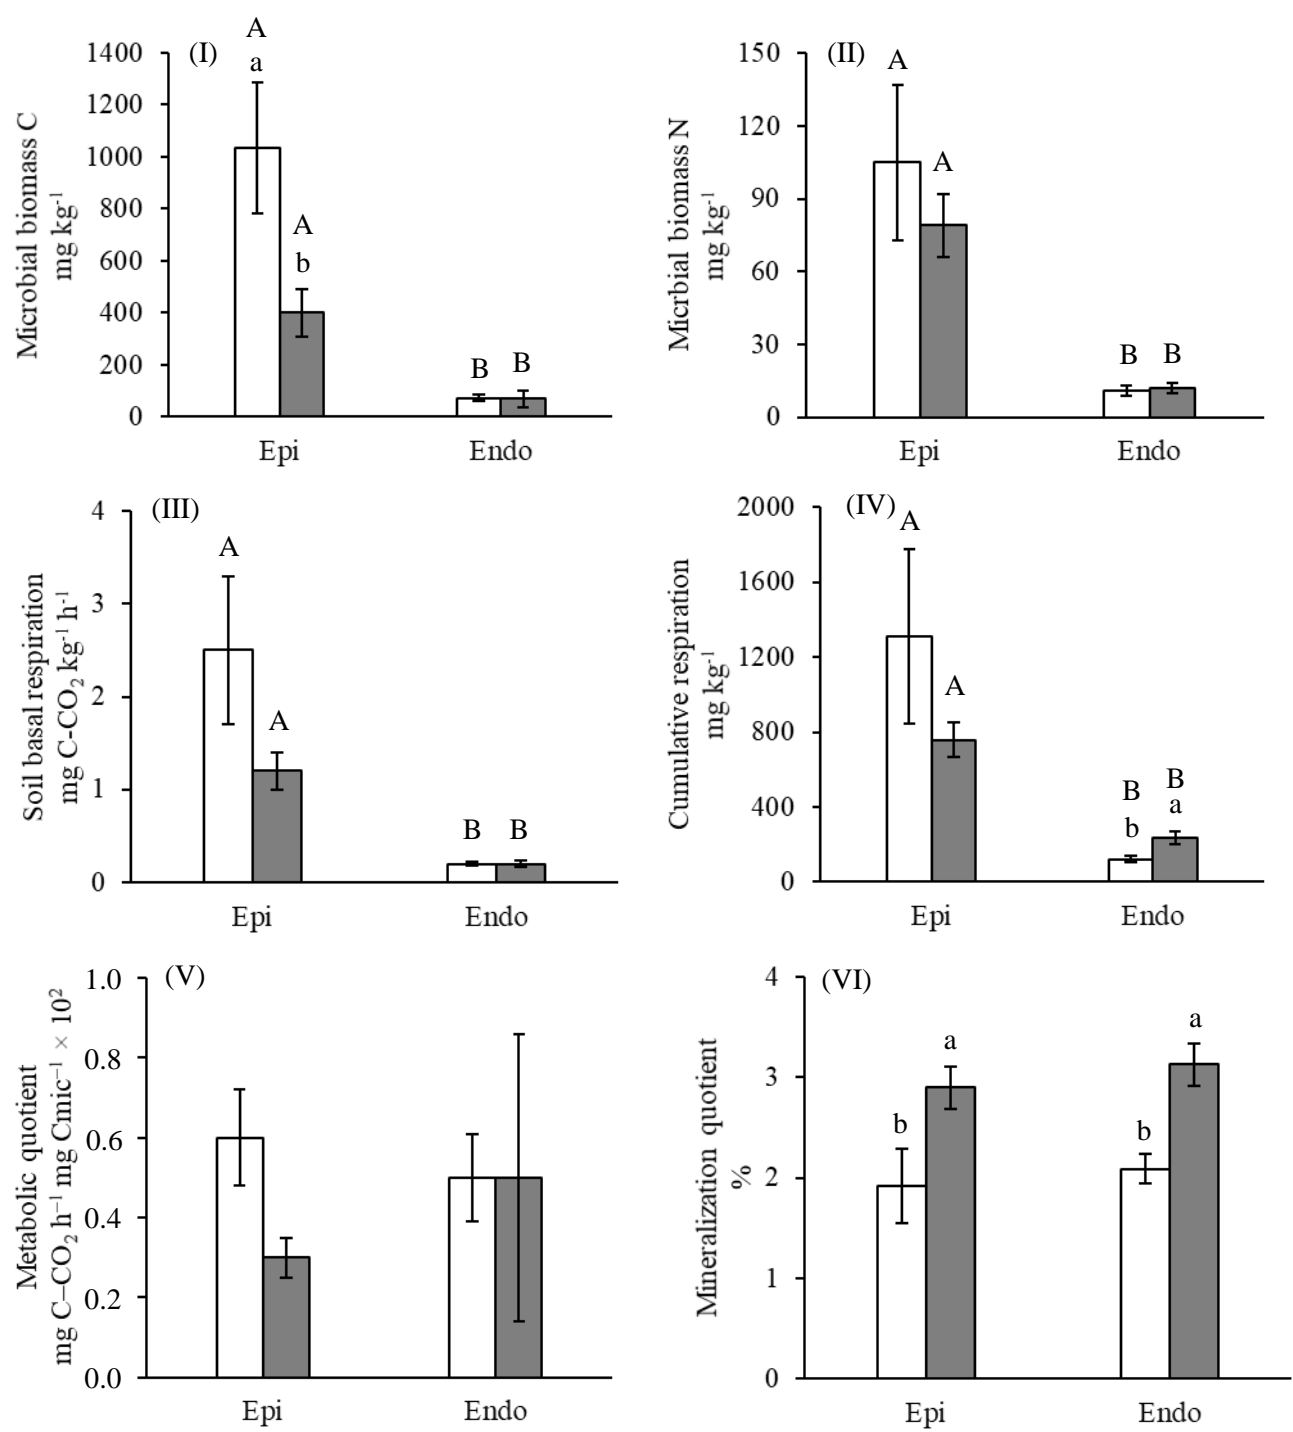 (I)
Microbial biomass C
mg kg-1
1400
1200
1000
800
600
400
200
0
A
a
A
b
B
B
Epi
Endo
(II)
Micrbial biomass N
mg kg-1
150
120
90
60
30
0
A
A
B
B
Epi
Endo
(III)
Soil basal respiration
mg C-CO2 kg-1 h-1
4
3
2
1
0
A
A
B
B
Epi
Endo
(IV)
Cumulative respiration
mg kg-1
2000
1600
1200
800
400
0
A
A
B
b
B
a
Epi
Endo
(V)
Metabolic quotient
mg C–CO2 h−1 mg Cmic−1 × 102
1.0
0.8
0.6
0.4
0.2
0.0
Epi
Endo
(VI)
Mineralization quotient
%
4
3
2
1
0
b
a
b
a
Epi
Endo